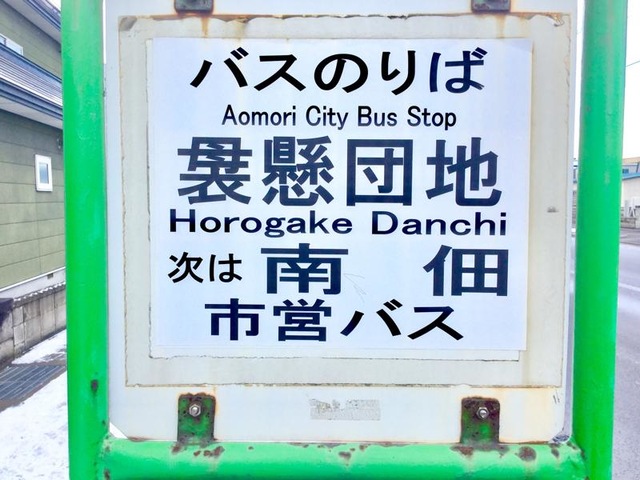 バスのりば
Aomori City Bus Stop
袰懸団地
Horogake Danchi
次は 南 佃
市営バス